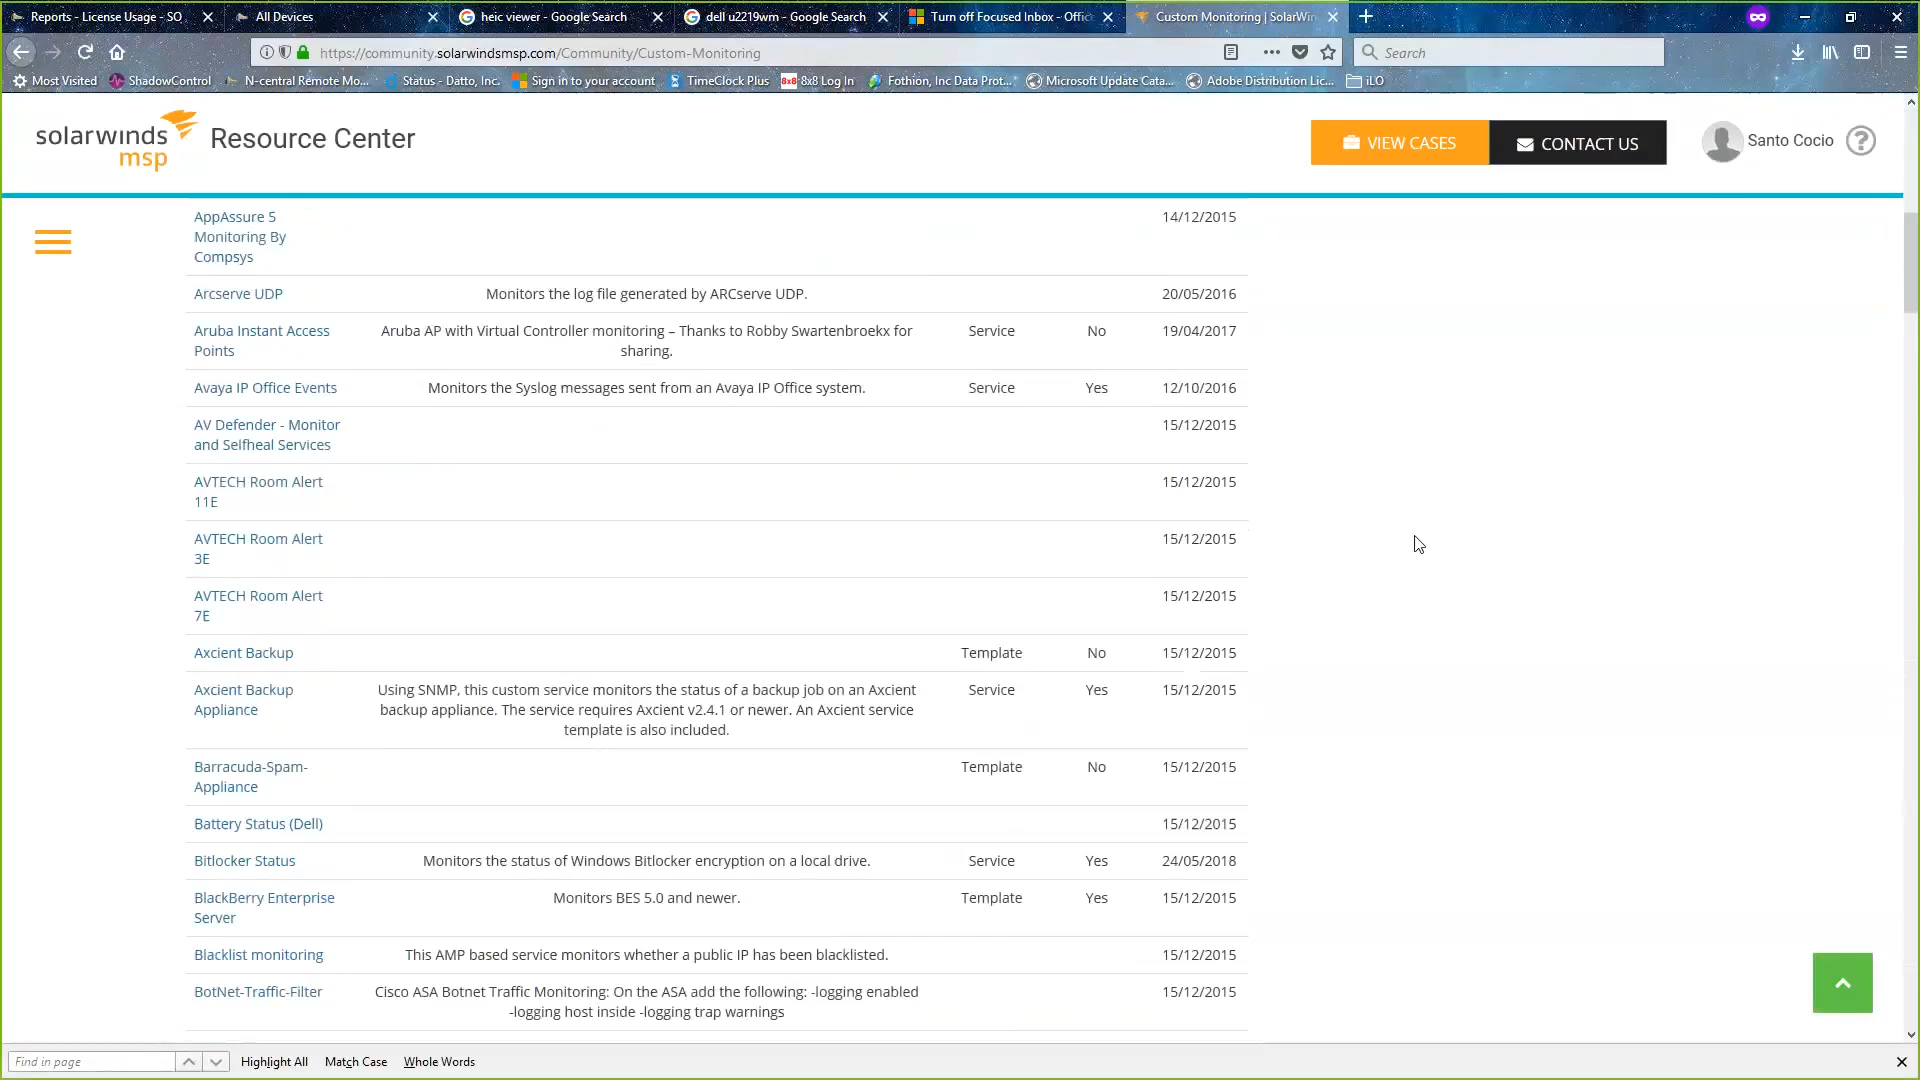 Reports - License Usage - SO
All Devices
heic viewer - Google Search
dell u2219wm - Google Search
Turn off Focused Inbox - Offic
Custom Monitoring | SolarWin
https://community.solarwindsmsp.com/Community/Custom-Monitoring
Search
Most Visited
ShadowControl
N-central Remote Mo...
Status - Datto, Inc.
Sign in to your account
TimeClock Plus
8x8 8x8 Log In
Fothion, Inc Data Prot...
Microsoft Update Cata...
Adobe Distribution Lic...
iLO
solarwinds
msp
Resource Center
VIEW CASES
CONTACT US
Santo Cocio
?
AppAssure 5 14/12/2015
Monitoring By
Compsys
Arcserve UDP Monitors the log file generated by ARCserve UDP. 20/05/2016
Aruba Instant Access Aruba AP with Virtual Controller monitoring – Thanks to Robby Swartenbroekx for Service No 19/04/2017
Points sharing.
Avaya IP Office Events Monitors the Syslog messages sent from an Avaya IP Office system. Service Yes 12/10/2016
AV Defender - Monitor 15/12/2015
and Selfheal Services
AVTECH Room Alert 15/12/2015
11E
AVTECH Room Alert 15/12/2015
3E
AVTECH Room Alert 15/12/2015
7E
Axcient Backup Template No 15/12/2015
Axcient Backup Using SNMP, this custom service monitors the status of a backup job on an Axcient Service Yes 15/12/2015
Appliance backup appliance. The service requires Axcient v2.4.1 or newer. An Axcient service
template is also included.
Barracuda-Spam- Template No 15/12/2015
Appliance
Battery Status (Dell) 15/12/2015
Bitlocker Status Monitors the status of Windows Bitlocker encryption on a local drive. Service Yes 24/05/2018
BlackBerry Enterprise Monitors BES 5.0 and newer. Template Yes 15/12/2015
Server
Blacklist monitoring This AMP based service monitors whether a public IP has been blacklisted. 15/12/2015
BotNet-Traffic-Filter Cisco ASA Botnet Traffic Monitoring: On the ASA add the following: -logging enabled 15/12/2015
-logging host inside -logging trap warnings
Find in page
Highlight All
Match Case
Whole Words